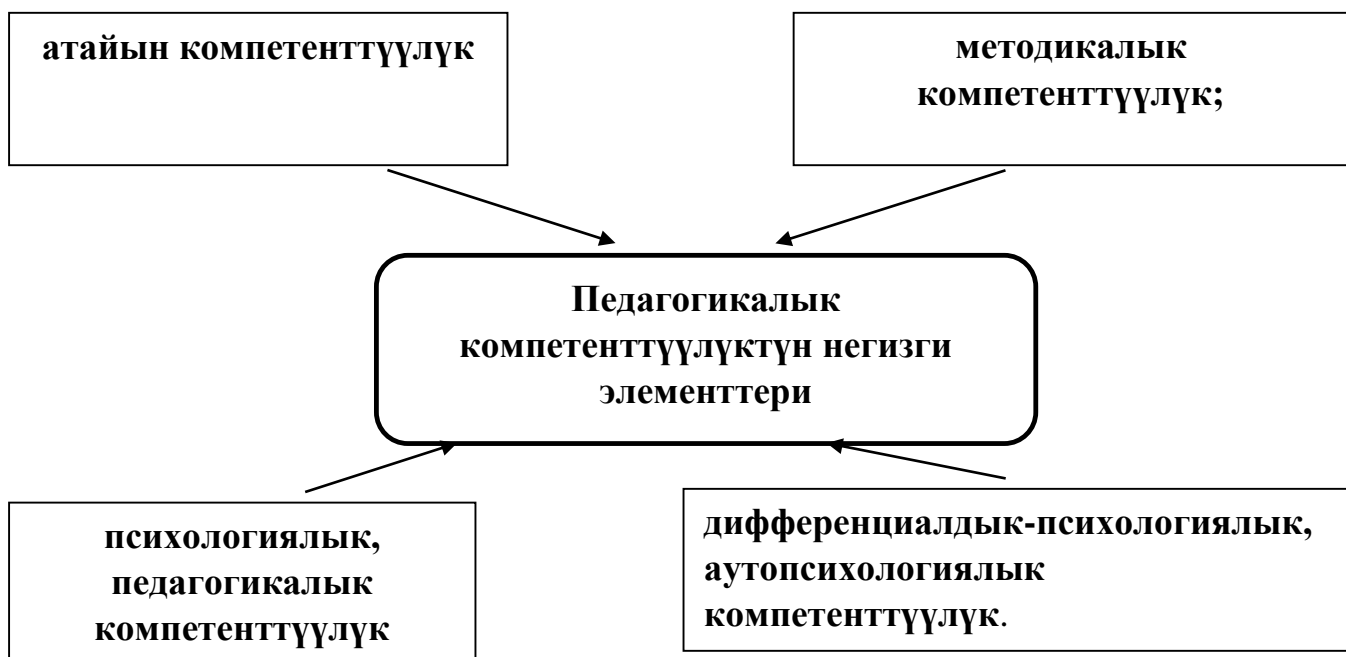 атайын компетенттүүлүк
методикалык
компетенттүүлүк;
Педагогикалык
компетенттүүлүктүн негизги
элементтери
психологиялык,
педагогикалык
компетенттүүлүк
дифференциалдык-психологиялык,
аутопсихологиялык
компетенттүүлүк.